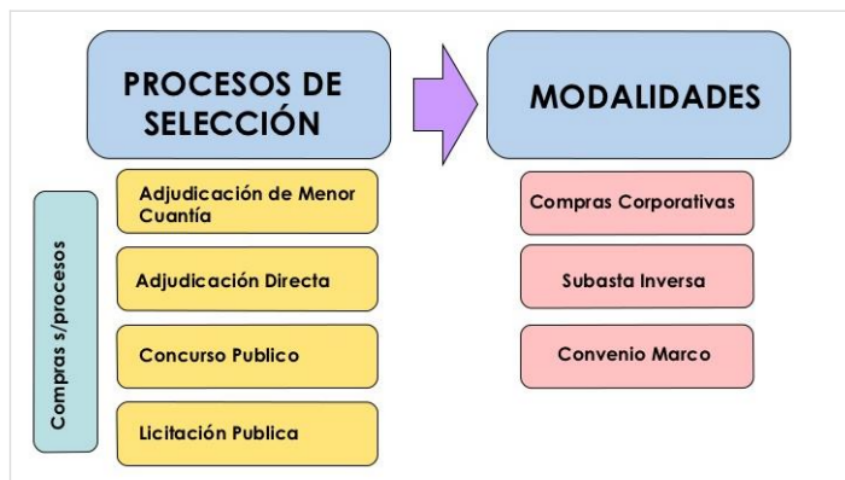 PROCESOS DE
SELECCIÓN
MODALIDADES
Compras s/procesos
Adjudicación de Menor
Cuantía
Adjudicación Directa
Concurso Publico
Licitación Publica
Compras Corporativas
Subasta Inversa
Convenio Marco